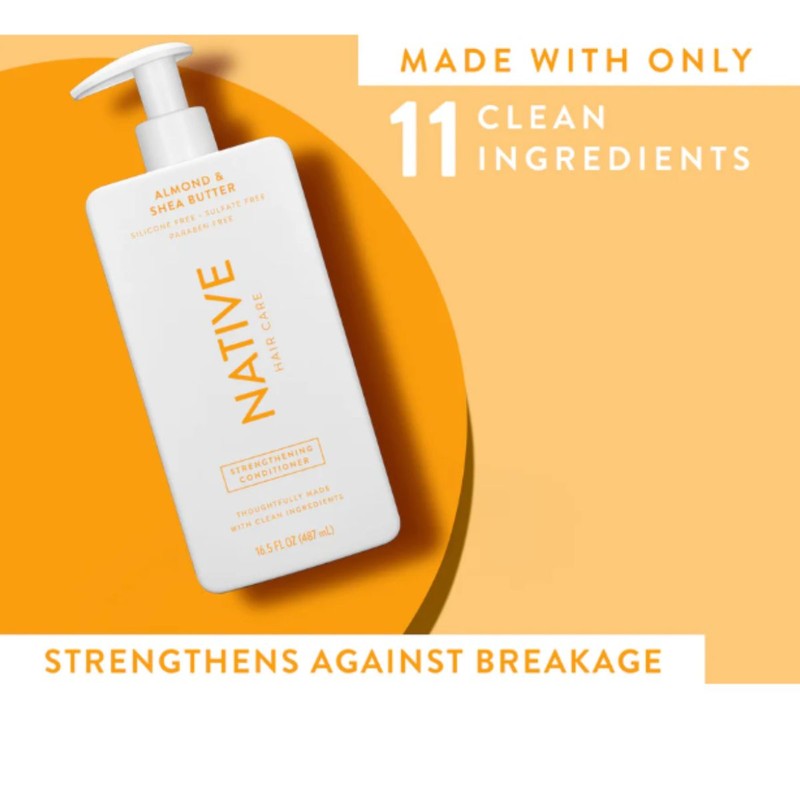 MADE WITH ONLY
11 CLEAN
INGREDIENTS
ALMOND &
SHEA BUTTER
SILICONE FREE - SULFATE FREE
PARABEN FREE
NATIVE
HAIR CARE
STRENGTHENING
CONDITIONER
THOUGHTFULLY MADE
WITH CLEAN INGREDIENTS
16.5 FL OZ (487 mL)
STRENGTHENS AGAINST BREAKAGE